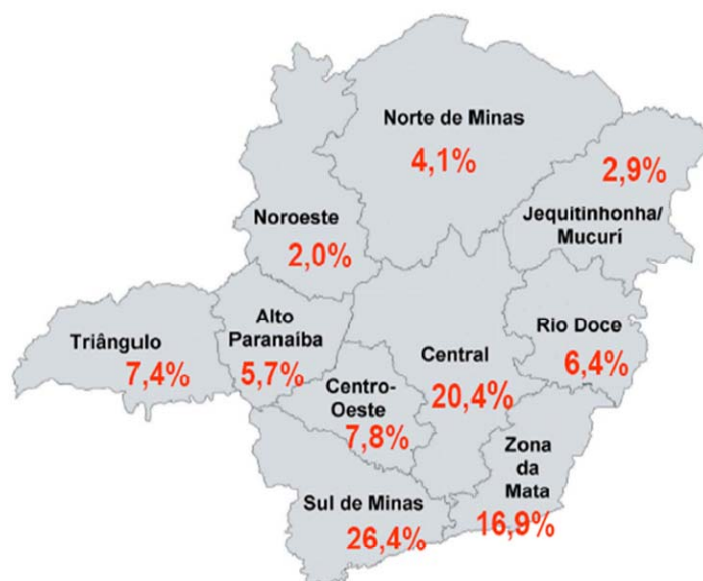 Norte de Minas
4,1%
2,9%
Jequitinhonha/
Mucurí
Noroeste
2,0%
Triângulo
7,4%
Alto
Paranaíba
5,7%
Centro-
Oeste
7,8%
Central
20,4%
Rio Doce
6,4%
Zona
da
Mata
16,9%
Sul de Minas
26,4%